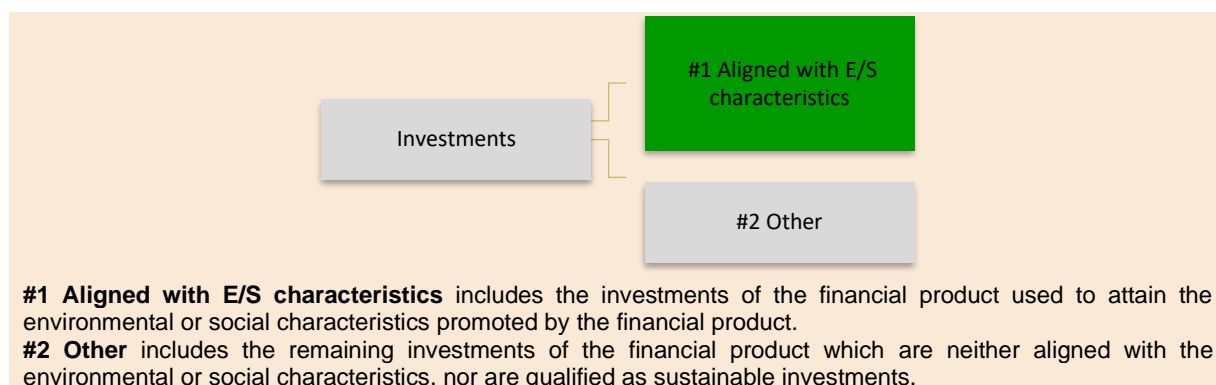 #1 Aligned with E/S
characteristics
Investments
#2 Other
#1 Aligned with E/S characteristics includes the investments of the financial product used to attain the
environmental or social characteristics promoted by the financial product.
#2 Other includes the remaining investments of the financial product which are neither aligned with the
environmental or social characteristics, nor are qualified as sustainable investments.